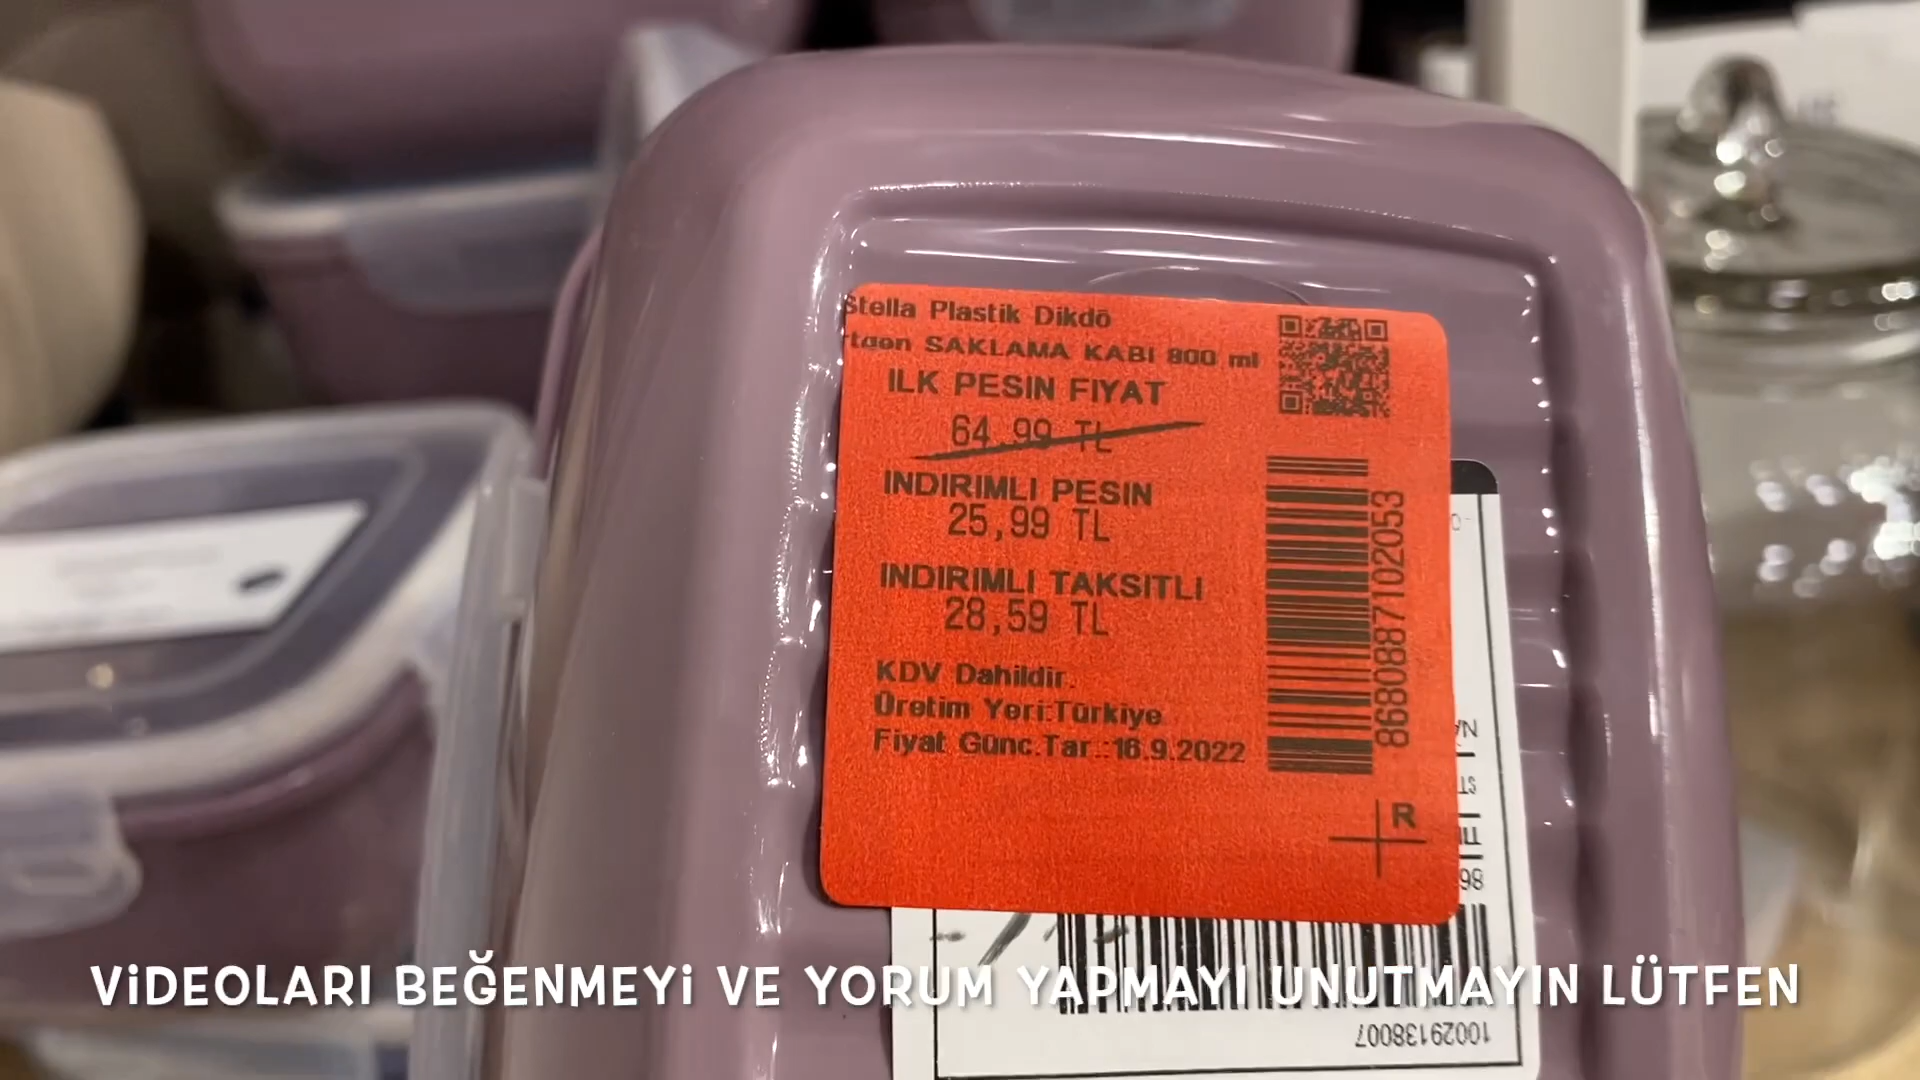 Stella Plastik Dikdö
rtgen SAKLAMA KABI 800 ml
ILK PESIN FIYAT
64,99 TL
INDIRIMLI PESIN
25,99 TL
INDIRIMLI TAKSITLI
28,59 TL
KDV Dahildir.
Üretim Yeri:Türkiye
Fiyat Günc.Tar.:16.9.2022
8680887102053
R
VİDEOLARI BEĞENMEYİ VE YORUM YAPMAYI UNUTMAYIN LÜTFEN
10029138007